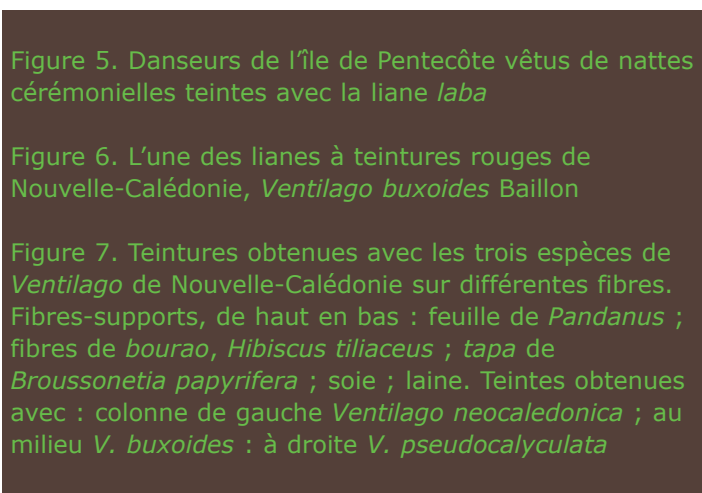 Figure 5. Danseurs de l'île de Pentecôte vêtus de nattes
cérémonielles teintes avec la liane laba
Figure 6. L'une des lianes à teintures rouges de
Nouvelle-Calédonie, Ventilago buxoides Baillon
Figure 7. Teintures obtenues avec les trois espèces de
Ventilago de Nouvelle-Calédonie sur différentes fibres.
Fibres-supports, de haut en bas : feuille de Pandanus ;
fibres de bourao, Hibiscus tiliaceus ; tapa de
Broussonetia papyrifera ; soie ; laine. Teintes obtenues
avec : colonne de gauche Ventilago neocaledonica ; au
milieu V. buxoides : à droite V. pseudocalyculata